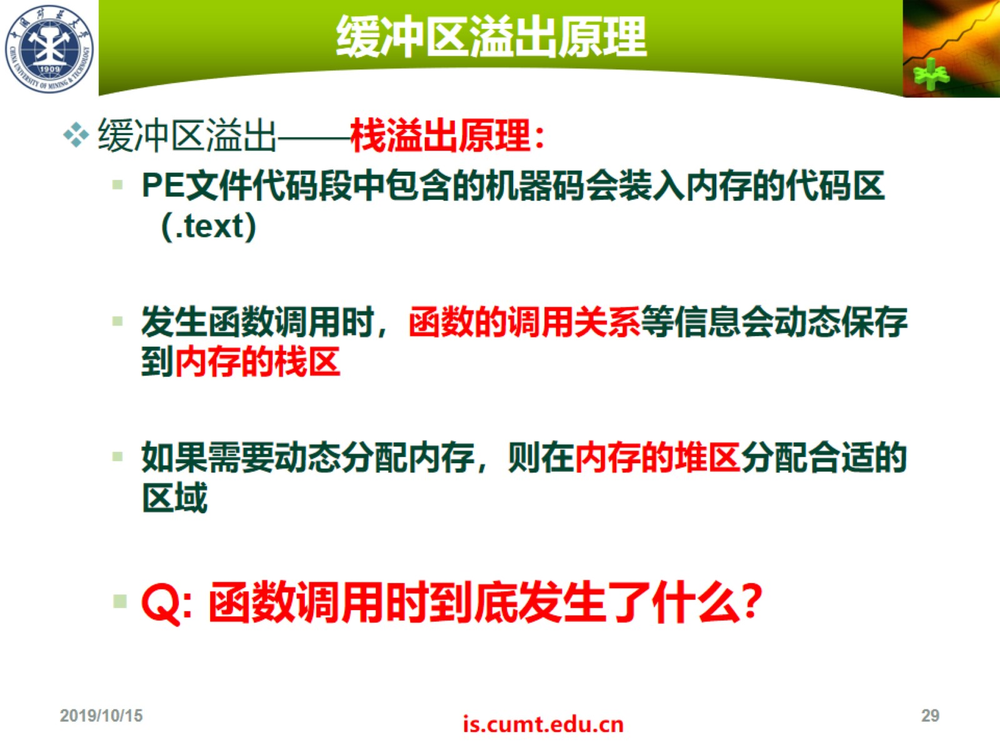 中国矿业大学
CHINA UNIVERSITY OF MINING & TECHNOLOGY
1909
缓冲区溢出原理
缓冲区溢出——栈溢出原理：
PE文件代码段中包含的机器码会装入内存的代码区
（.text）
发生函数调用时，函数的调用关系等信息会动态保存
到内存的栈区
如果需要动态分配内存，则在内存的堆区分配合适的
区域
Q: 函数调用时到底发生了什么？
2019/10/15
is.cumt.edu.cn
29